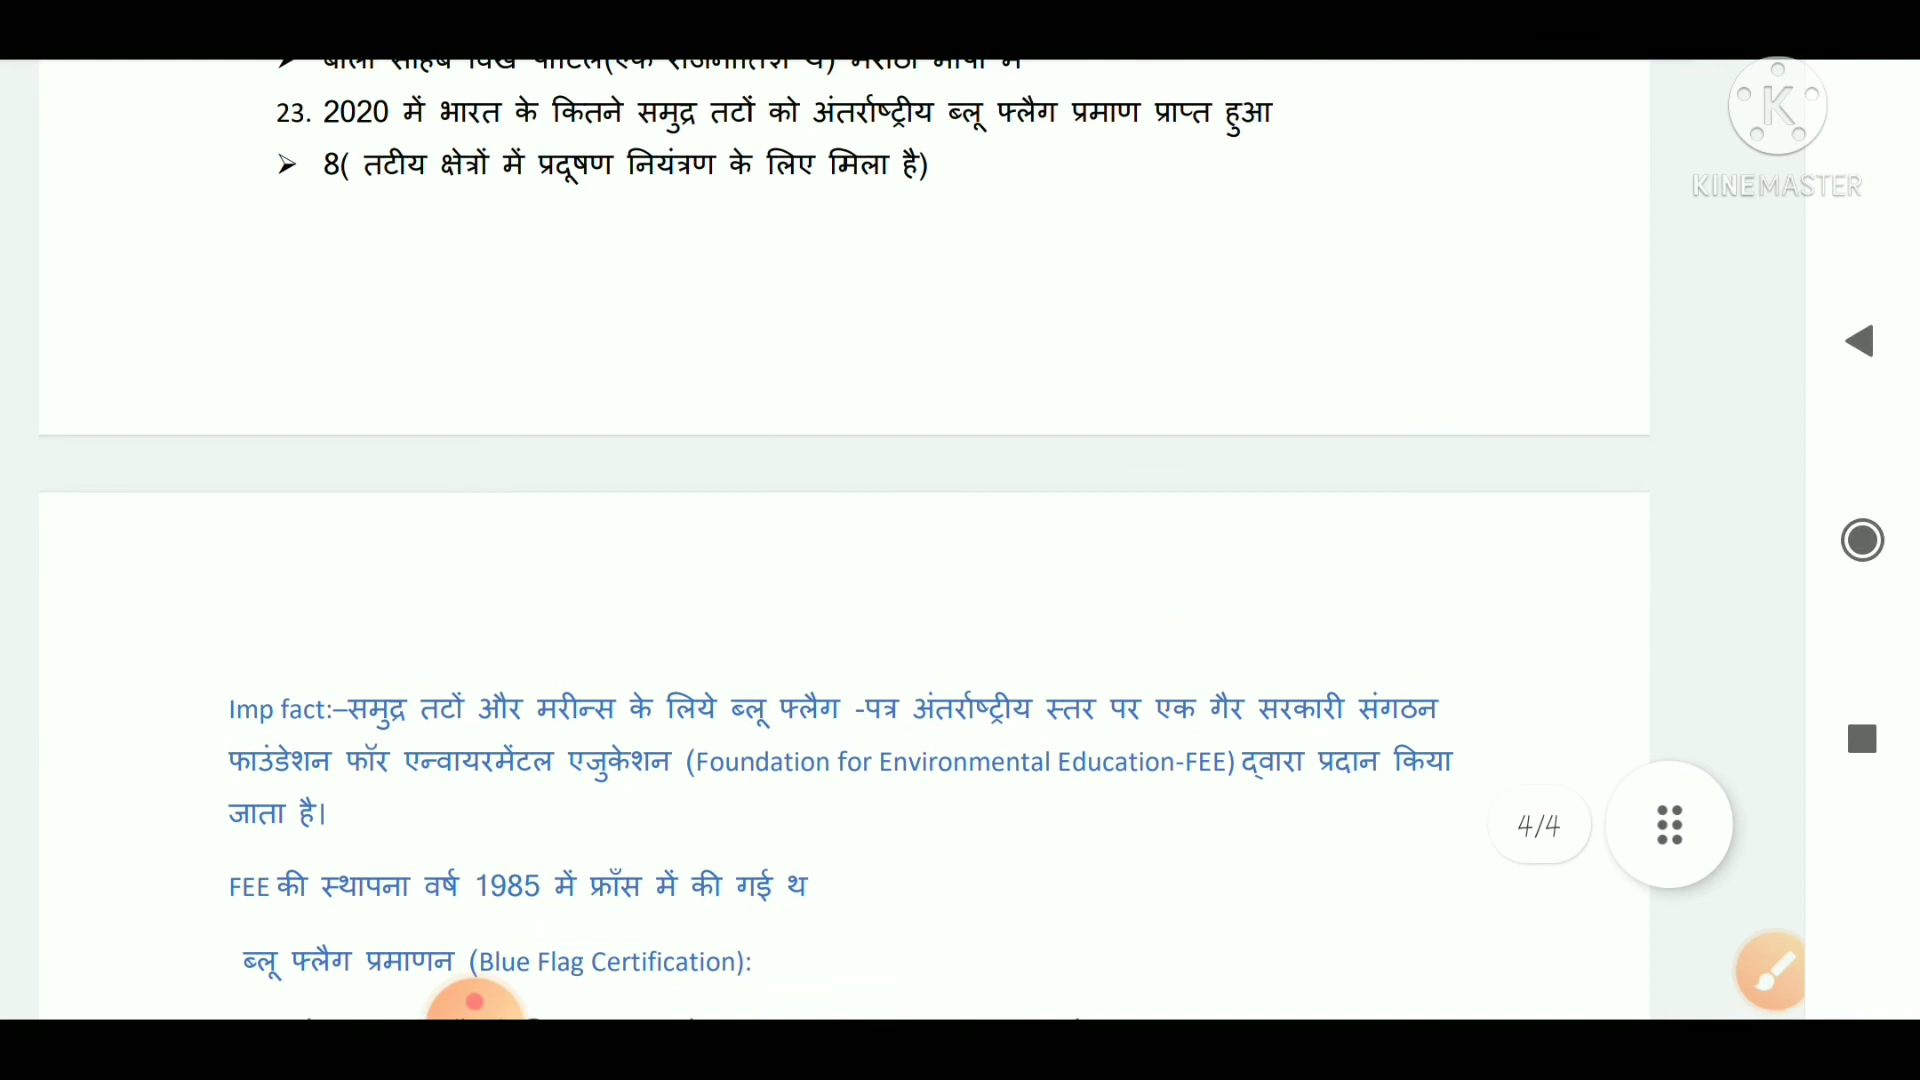 23. 2020 में भारत के कितने समुद्र तटों को अंतर्राष्ट्रीय ब्लू फ्लैग प्रमाण प्राप्त हुआ
➢ 8( तटीय क्षेत्रों में प्रदूषण नियंत्रण के लिए मिला है)
KINEMASTER
Imp fact:–समुद्र तटों और मरीन्स के लिये ब्लू फ्लैग -पत्र अंतर्राष्ट्रीय स्तर पर एक गैर सरकारी संगठन
फाउंडेशन फॉर एन्वायरमेंटल एजुकेशन (Foundation for Environmental Education-FEE) द्वारा प्रदान किया
जाता है।
4/4
FEE की स्थापना वर्ष 1985 में फ्राँस में की गई थ
ब्लू फ्लैग प्रमाणन (Blue Flag Certification):